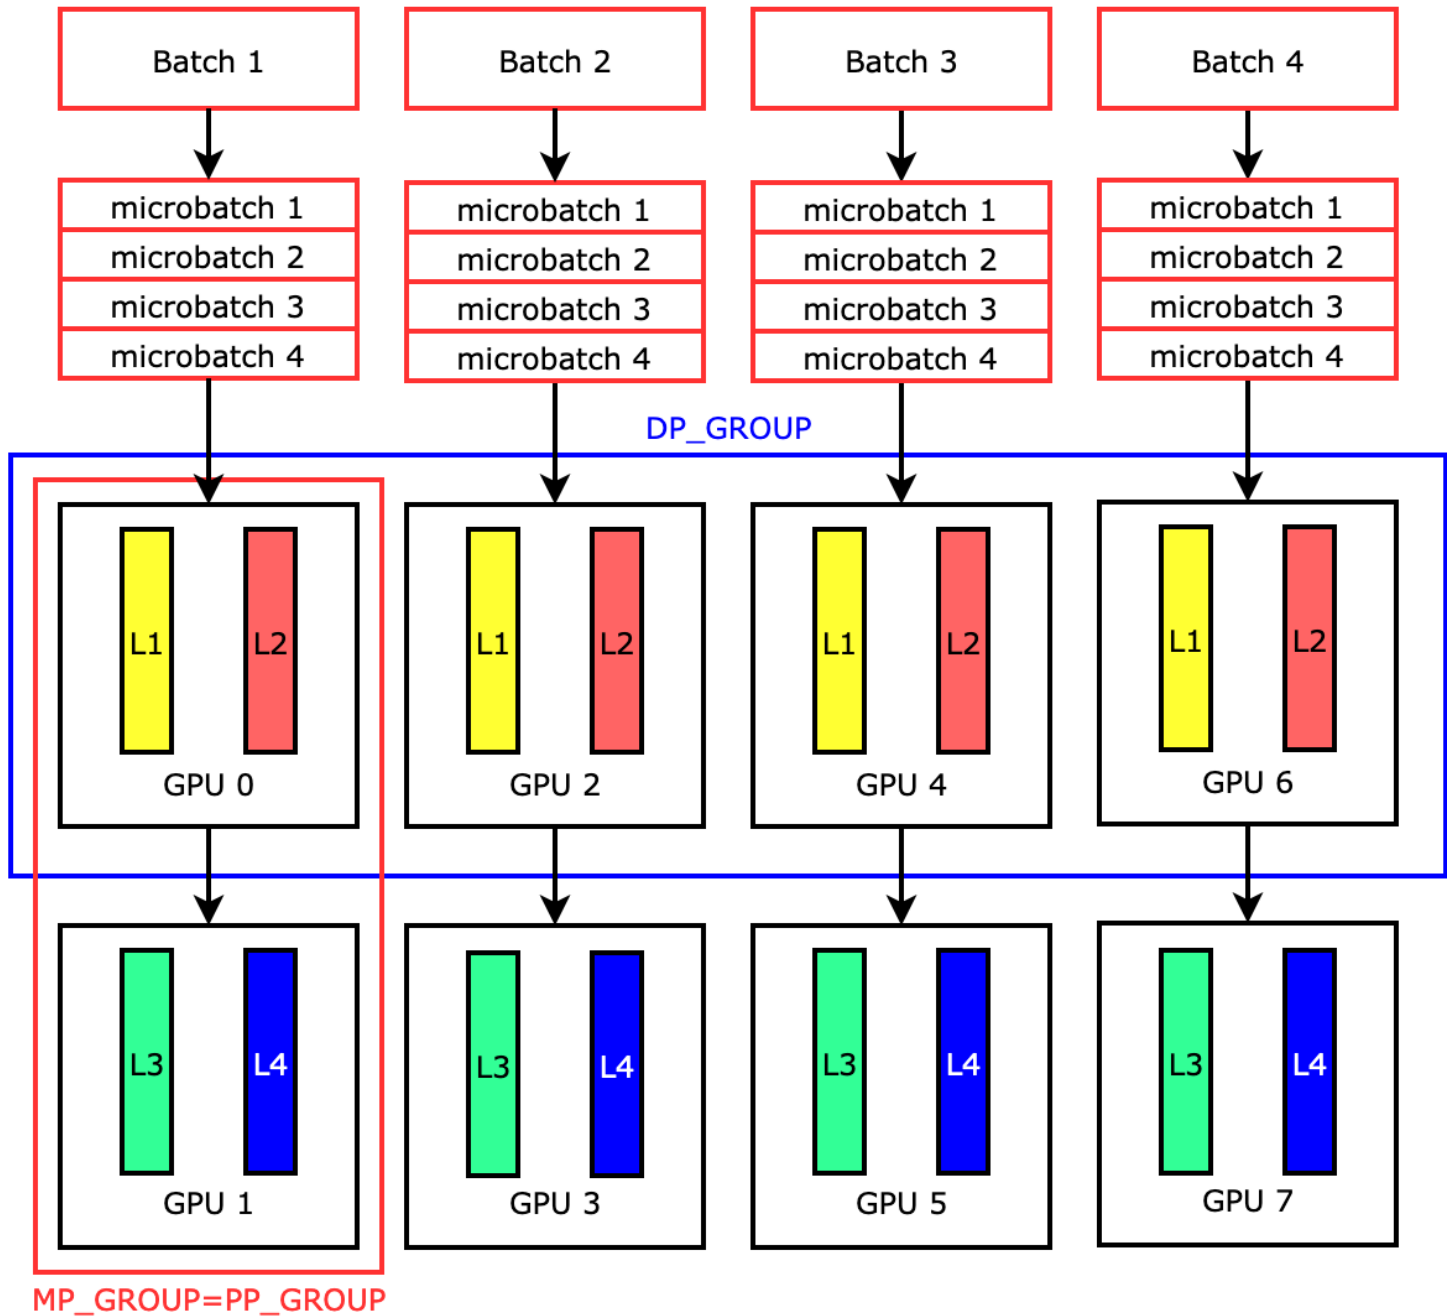 Batch 1
Batch 2
Batch 3
Batch 4
microbatch 1
microbatch 2
microbatch 3
microbatch 4
microbatch 1
microbatch 2
microbatch 3
microbatch 4
microbatch 1
microbatch 2
microbatch 3
microbatch 4
microbatch 1
microbatch 2
microbatch 3
microbatch 4
DP_GROUP
L1 L2
GPU 0
L1 L2
GPU 2
L1 L2
GPU 4
L1 L2
GPU 6
L3 L4
GPU 1
L3 L4
GPU 3
L3 L4
GPU 5
L3 L4
GPU 7
MP_GROUP=PP_GROUP